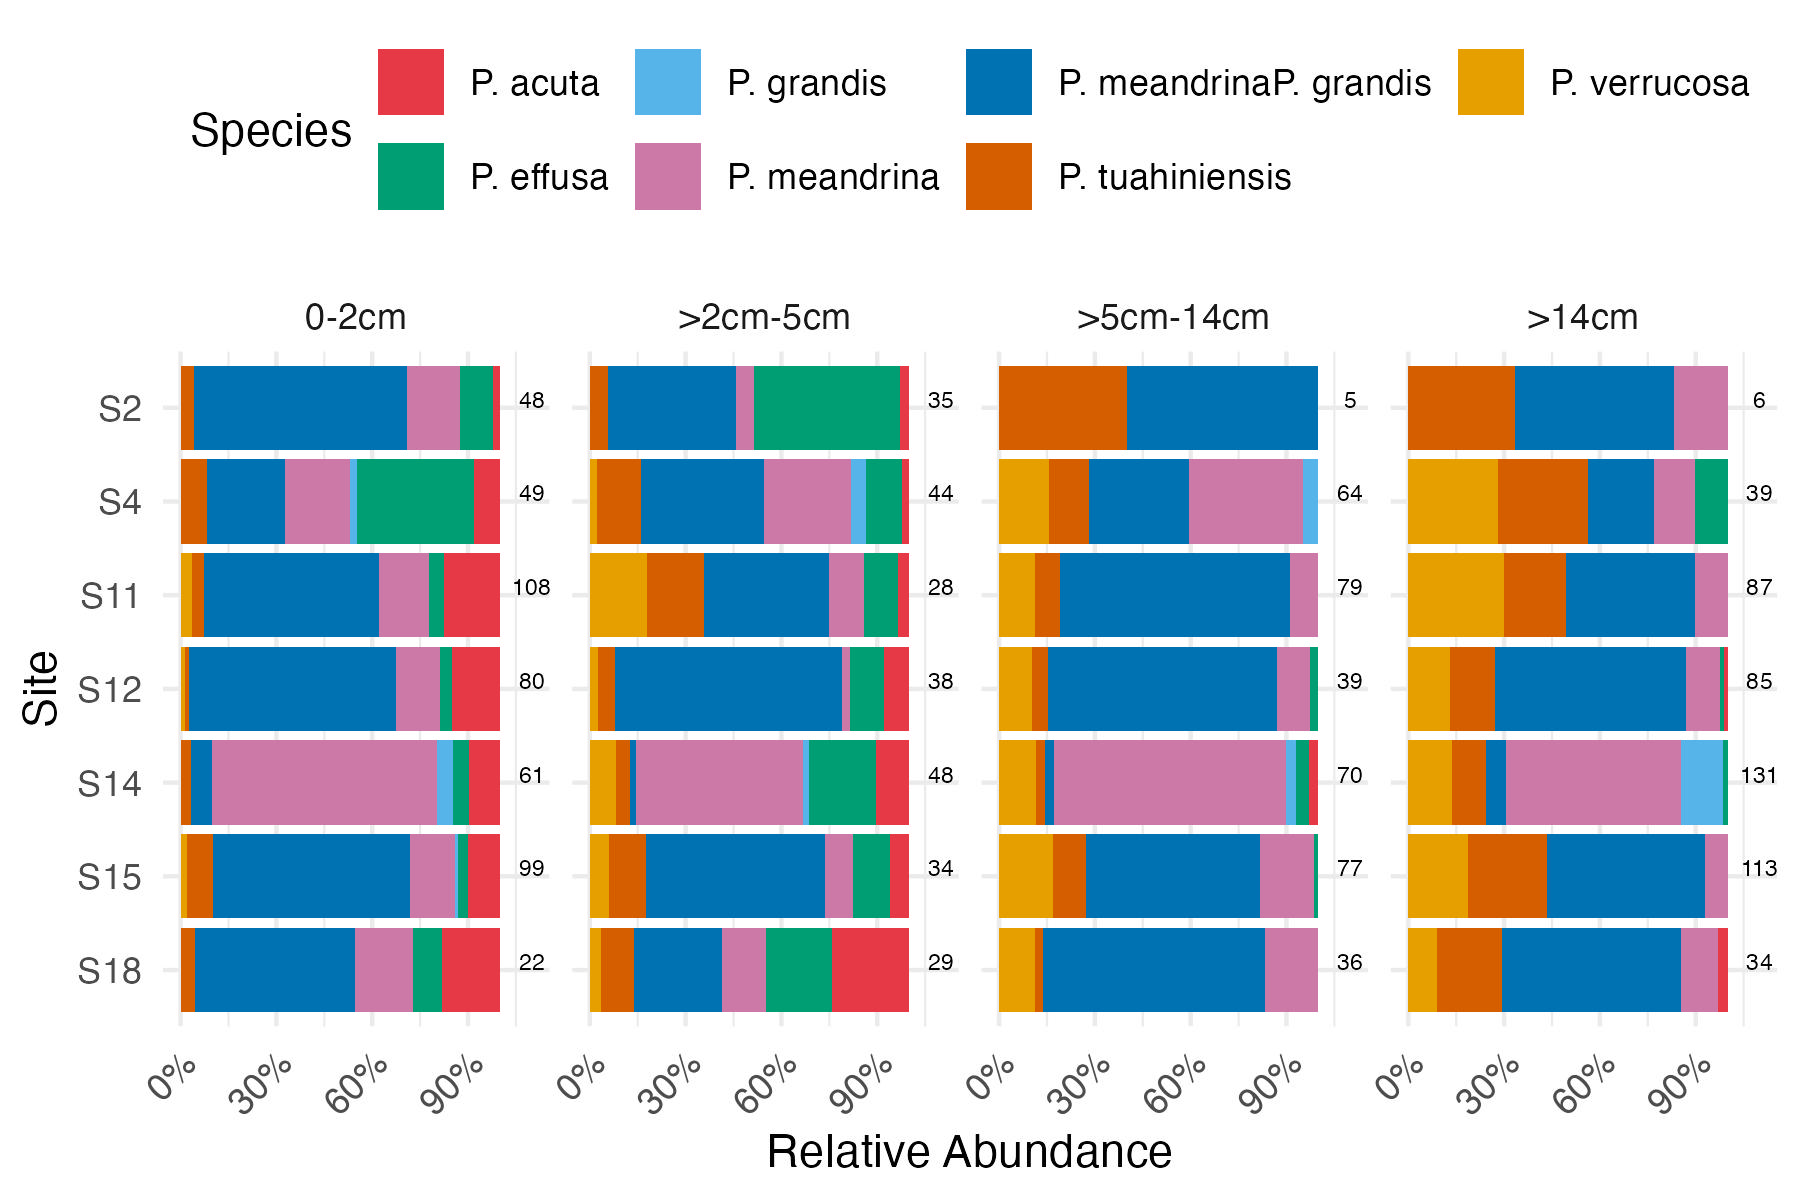 Species
P. acuta
P. grandis
P. meandrinaP. grandis
P. verrucosa
P. effusa
P. meandrina
P. tuahiniensis
0-2cm
>2cm-5cm
>5cm-14cm
>14cm
Site
S2
48
35
5
6
S4
49
44
64
39
S11
108
28
79
87
S12
80
38
39
85
S14
61
48
70
131
S15
99
34
77
113
S18
22
29
36
34
0%
30%
60%
90%
0%
30%
60%
90%
0%
30%
60%
90%
0%
30%
60%
90%
Relative Abundance